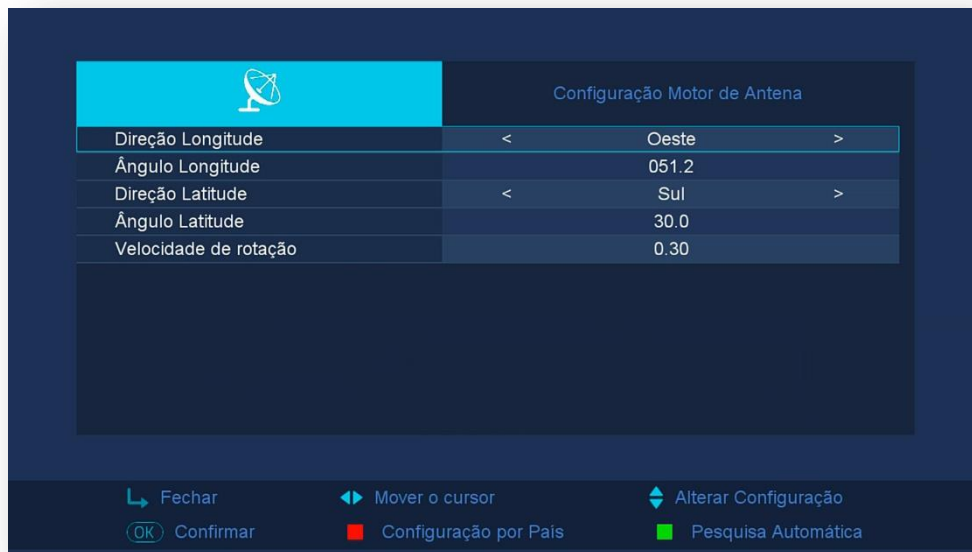 Configuração Motor de Antena
Direção Longitude < Oeste >
Ângulo Longitude 051.2
Direção Latitude < Sul >
Ângulo Latitude 30.0
Velocidade de rotação 0.30
Fechar Mover o cursor Alterar Configuração
OK Confirmar Configuração por País Pesquisa Automática